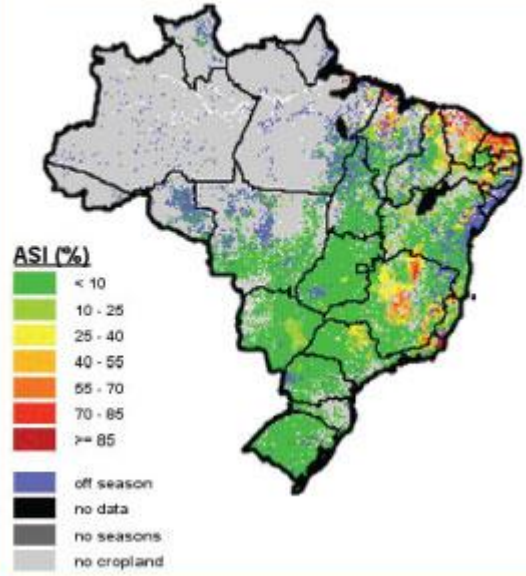 ASI (%)
< 10
10 - 25
25 - 40
40 - 55
55 - 70
70 - 85
>= 85
off season
no data
no seasons
no cropland